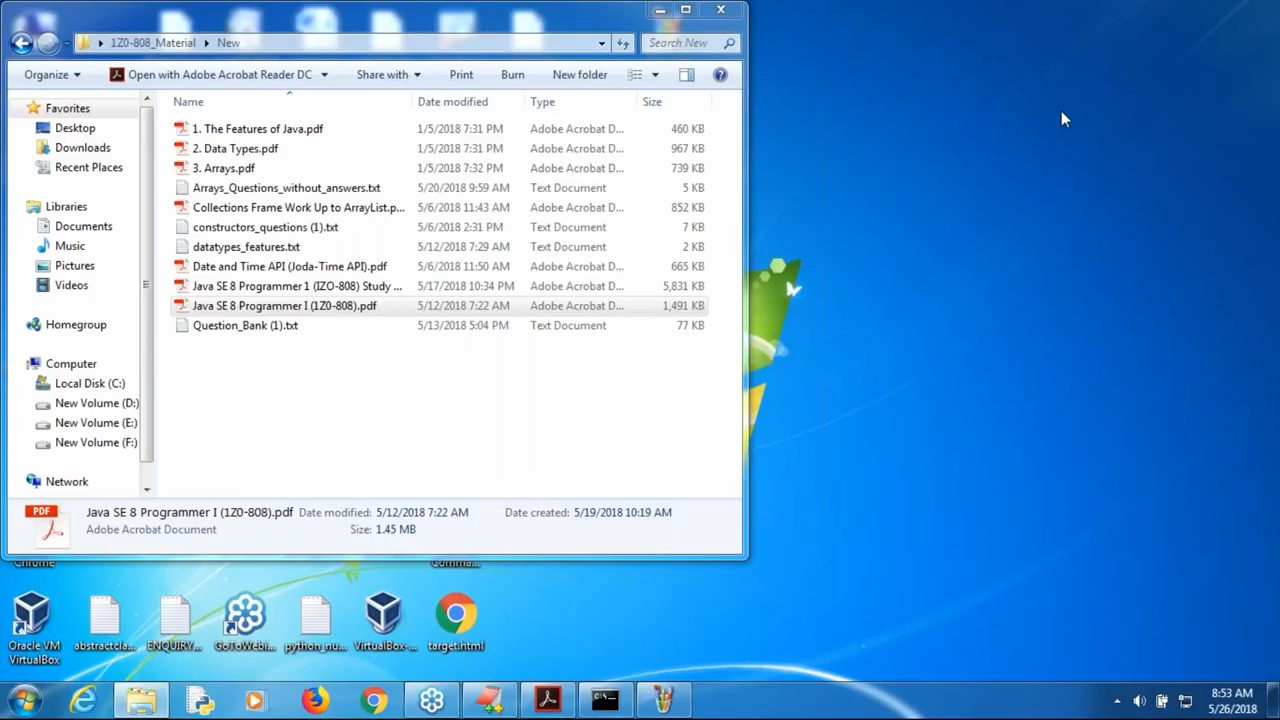 1Z0-808_Material New
Search New
Organize Open with Adobe Acrobat Reader DC Share with Print Burn New folder
Name Date modified Type Size
Favorites
Desktop
Downloads
Recent Places
Libraries
Documents
Music
Pictures
Videos
Homegroup
Computer
Local Disk (C:)
New Volume (D:)
New Volume (E:)
New Volume (F:)
Network
1. The Features of Java.pdf 1/5/2018 7:31 PM Adobe Acrobat D... 460 KB
2. Data Types.pdf 1/5/2018 7:31 PM Adobe Acrobat D... 967 KB
3. Arrays.pdf 1/5/2018 7:32 PM Adobe Acrobat D... 739 KB
Arrays_Questions_without_answers.txt 5/20/2018 9:59 AM Text Document 5 KB
Collections Frame Work Up to ArrayList.p... 5/6/2018 11:43 AM Adobe Acrobat D... 852 KB
constructors_questions (1).txt 5/6/2018 2:31 PM Text Document 7 KB
datatypes_features.txt 5/12/2018 7:29 AM Text Document 2 KB
Date and Time API (Joda-Time API).pdf 5/6/2018 11:50 AM Adobe Acrobat D... 665 KB
Java SE 8 Programmer 1 (IZO-808) Study ... 5/17/2018 10:34 PM Adobe Acrobat D... 5,831 KB
Java SE 8 Programmer I (1Z0-808).pdf 5/12/2018 7:22 AM Adobe Acrobat D... 1,491 KB
Question_Bank (1).txt 5/13/2018 5:04 PM Text Document 77 KB
PDF
Java SE 8 Programmer I (1Z0-808).pdf Date modified: 5/12/2018 7:22 AM Date created: 5/19/2018 10:19 AM
Adobe Acrobat Document Size: 1.45 MB
Chrome Comma...
Oracle VM VirtualBox
abstractcla...
ENQUIRY...
GoToWebi...
python_nu...
VirtualBox-...
target.html
8:53 AM
5/26/2018